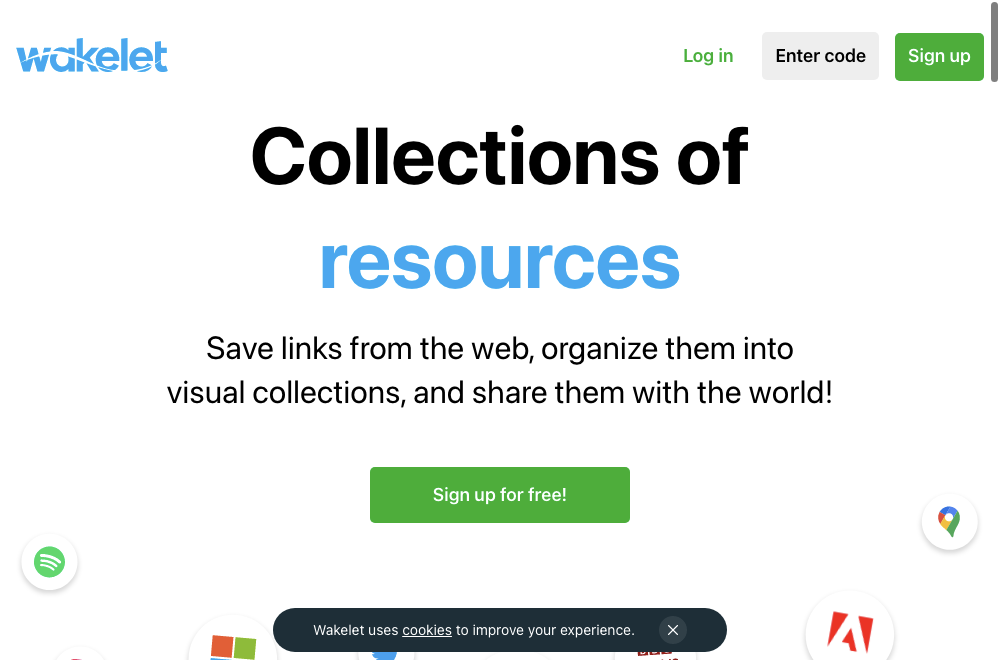 wakelet
Log in
Enter code
Sign up
Collections of
resources
Save links from the web, organize them into
visual collections, and share them with the world!
Sign up for free!
Wakelet uses cookies to improve your experience.